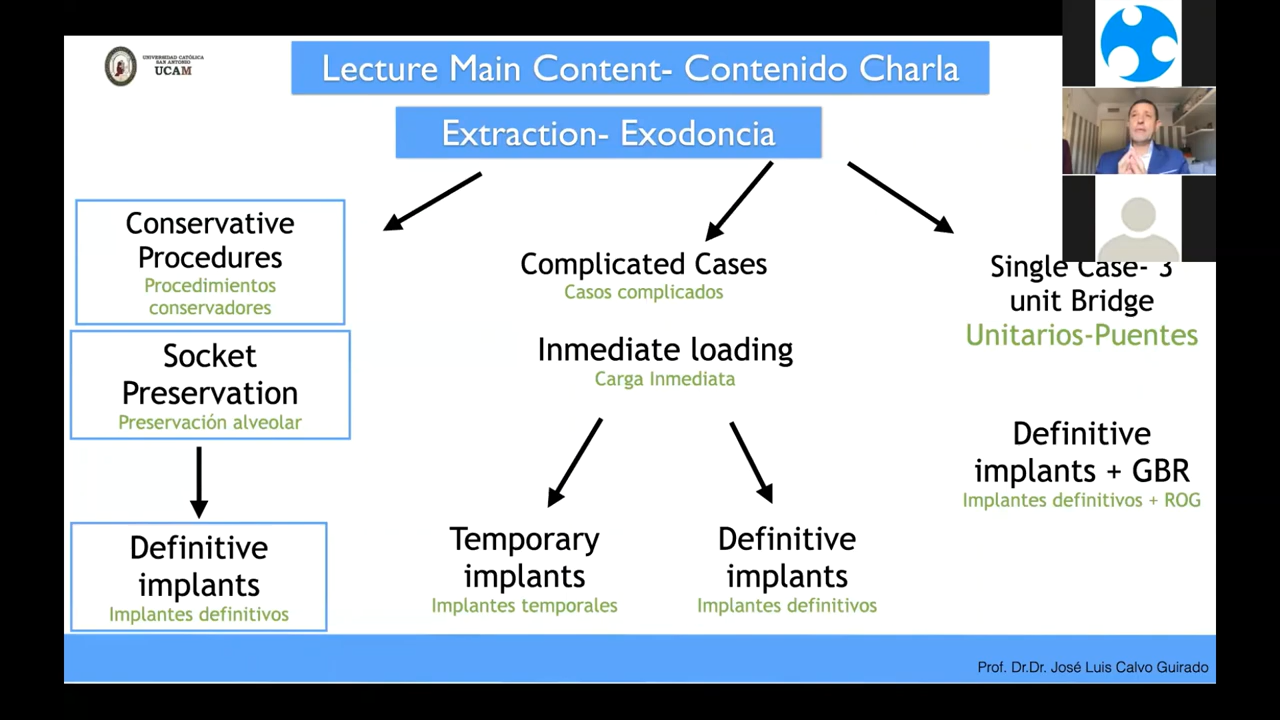 UNIVERSIDAD CATÓLICA
SAN ANTONIO
UCAM
Lecture Main Content- Contenido Charla
Extraction- Exodoncia
Conservative
Procedures
Procedimientos
conservadores
Socket
Preservation
Preservación alveolar
Definitive
implants
Implantes definitivos
Complicated Cases
Casos complicados
Inmediate loading
Carga Inmediata
Temporary
implants
Implantes temporales
Definitive
implants
Implantes definitivos
Single Case- 3
unit Bridge
Unitarios-Puentes
Definitive
implants + GBR
Implantes definitivos + ROG
Prof. Dr.Dr. José Luis Calvo Guirado